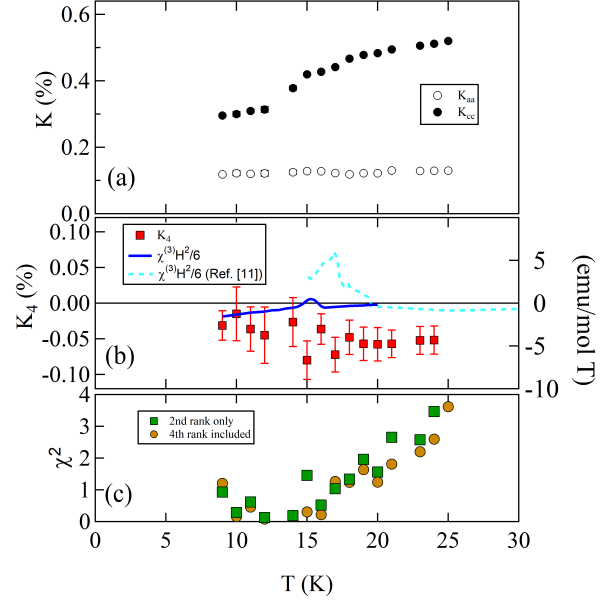 0.6
0.4
0.2
0.0
K (%)
K_aa
K_cc
(a)
0.10
0.05
0.00
-0.05
-0.10
K_4 (%)
K_4
χ^(3)H^2/6
χ^(3)H^2/6 (Ref. [11])
5
0
-5
-10
(emu/mol T)
(b)
4
3
2
1
0
χ^2
2nd rank only
4th rank included
(c)
0 5 10 15 20 25 30
T (K)